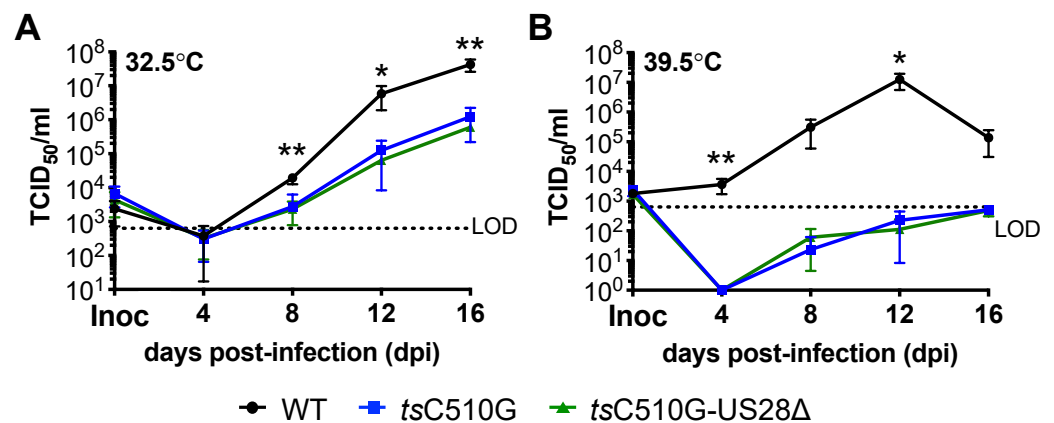 A
32.5°C
TCID50/ml
10^8
10^7
10^6
10^5
10^4
10^3
10^2
10^1
**
*
**
LOD
Inoc 4 8 12 16
days post-infection (dpi)
B
39.5°C
TCID50/ml
10^8
10^7
10^6
10^5
10^4
10^3
10^2
10^1
10^0
**
*
LOD
Inoc 4 8 12 16
days post-infection (dpi)
WT tsC510G tsC510G-US28Δ